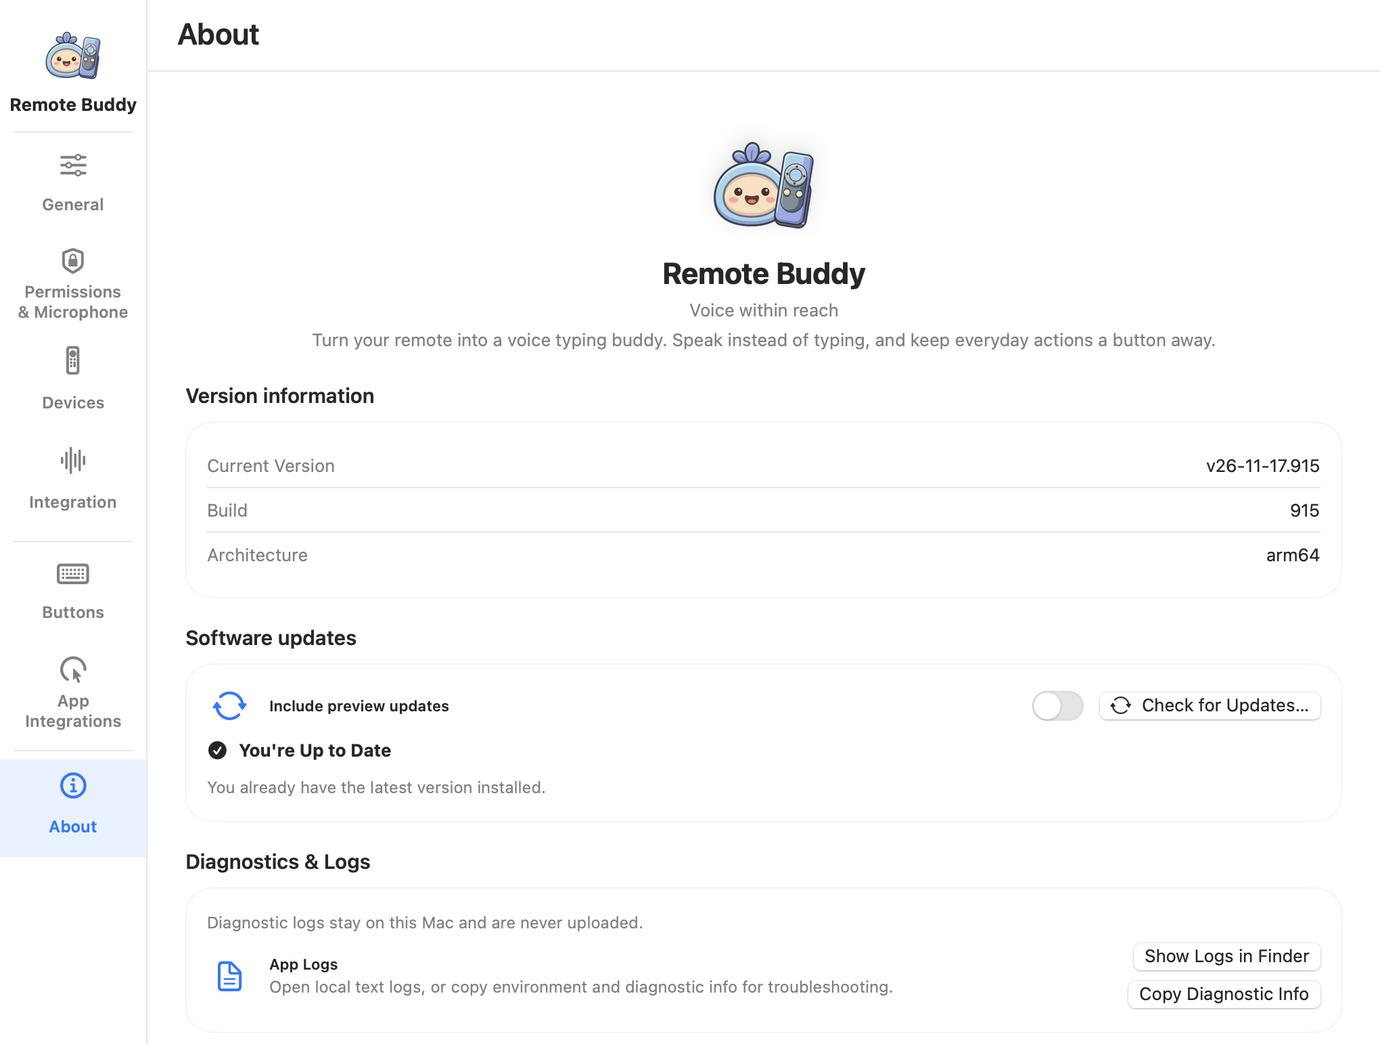 Remote Buddy
General
Permissions
& Microphone
Devices
Integration
Buttons
App
Integrations
About
About
Remote Buddy
Voice within reach
Turn your remote into a voice typing buddy. Speak instead of typing, and keep everyday actions a button away.
Version information
Current Version v26-11-17.915
Build 915
Architecture arm64
Software updates
Include preview updates Check for Updates...
You're Up to Date
You already have the latest version installed.
Diagnostics & Logs
Diagnostic logs stay on this Mac and are never uploaded.
App Logs
Open local text logs, or copy environment and diagnostic info for troubleshooting.
Show Logs in Finder
Copy Diagnostic Info